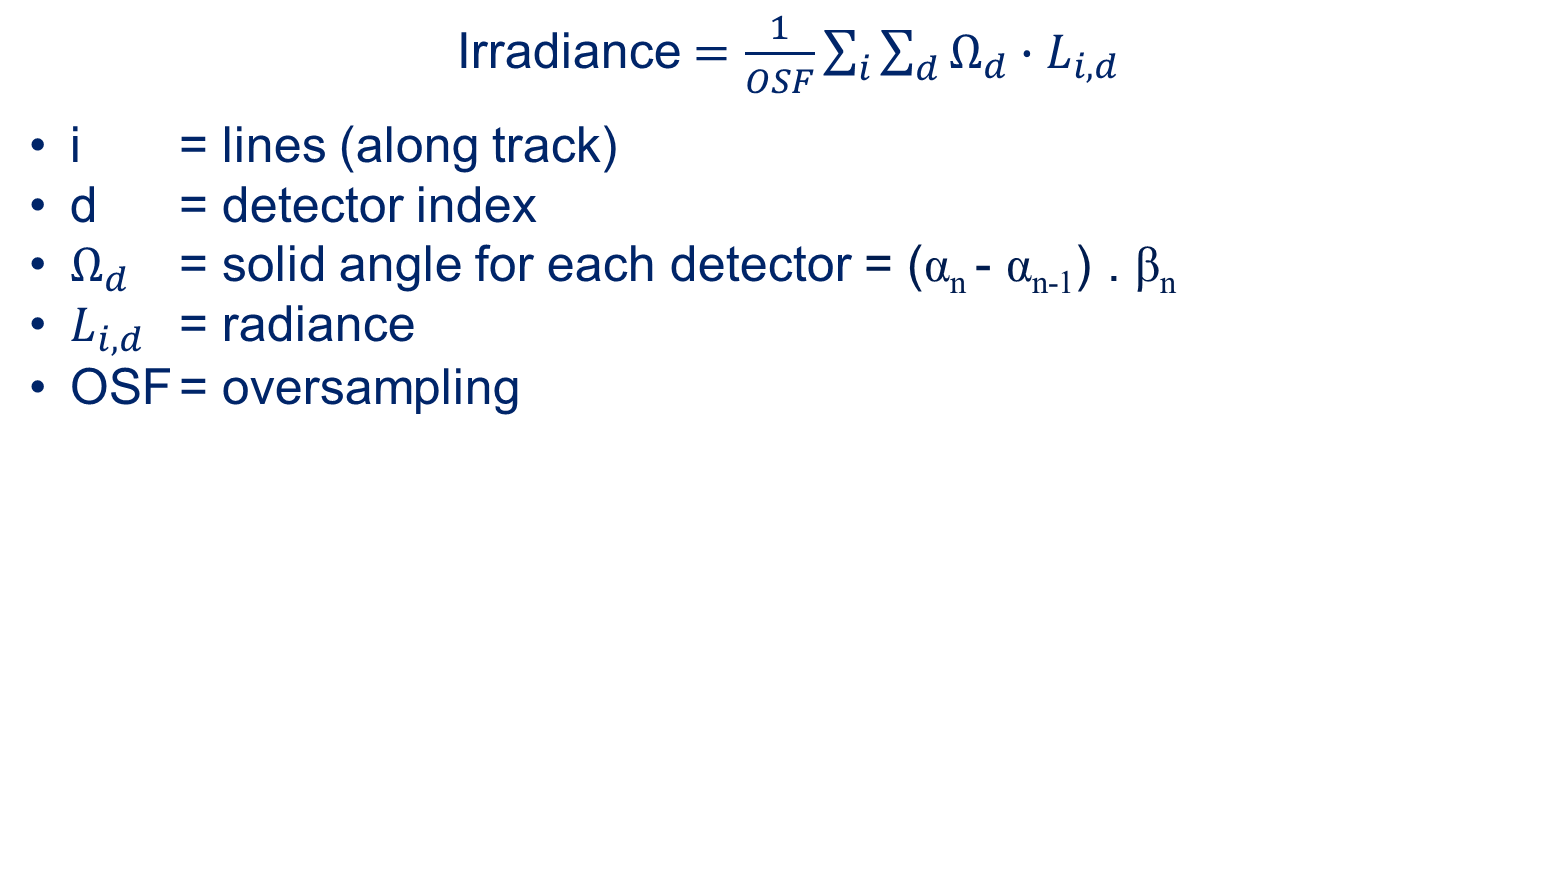 Irradiance = 1/OSF ∑i ∑d Ωd · Li,d
• i = lines (along track)
• d = detector index
• Ωd = solid angle for each detector = (αn - αn-1) . βn
• Li,d = radiance
• OSF = oversampling